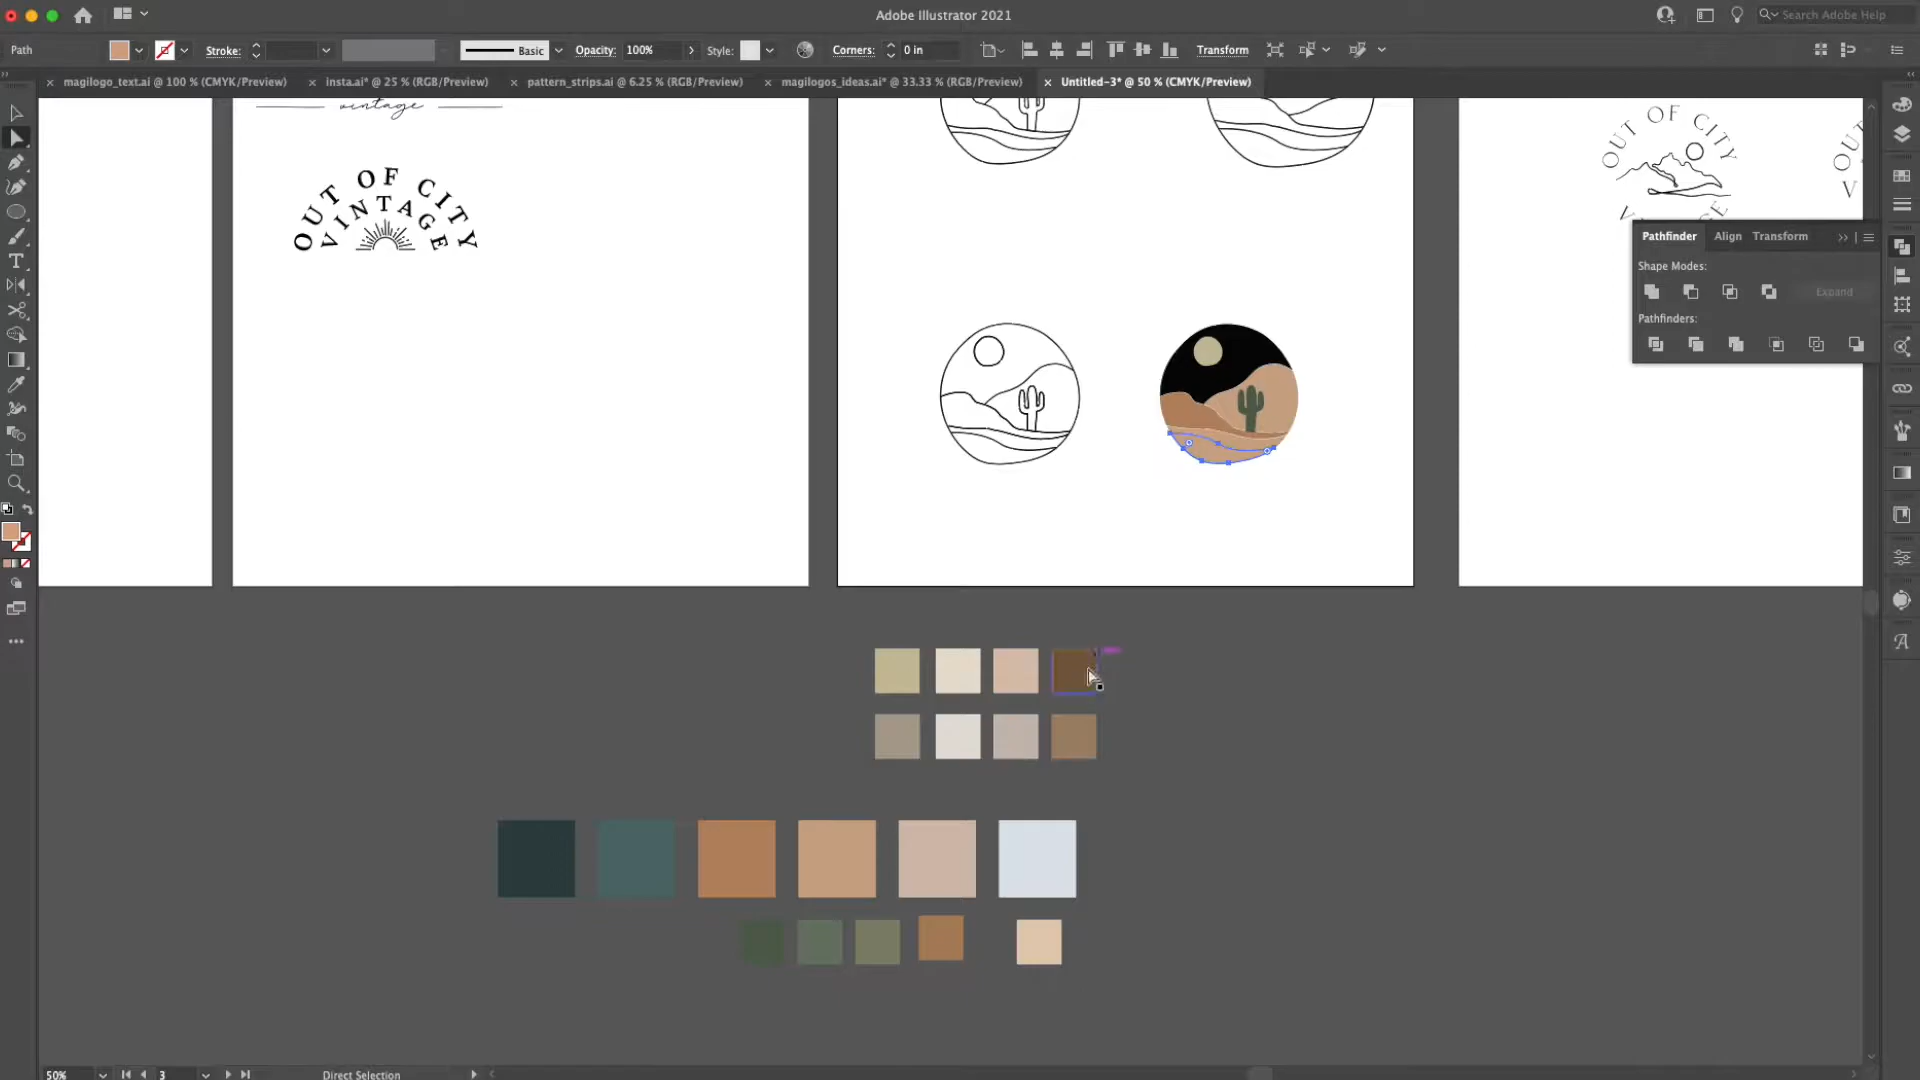 Adobe Illustrator 2021
Search Adobe Help
Path
Stroke:
Basic
Opacity: 100%
Style:
Corners: 0 in
Transform
magilogo_text.ai @ 100 % (CMYK/Preview)
insta.ai* @ 25 % (RGB/Preview)
pattern_strips.ai @ 6.25 % (RGB/Preview)
magilogos_ideas.ai* @ 33.33 % (RGB/Preview)
Untitled-3* @ 50 % (CMYK/Preview)
vintage
OUT OF CITY
VINTAGE
OUT OF CITY
Pathfinder
Align
Transform
Shape Modes:
Expand
Pathfinders:
50%
3
Direct Selection